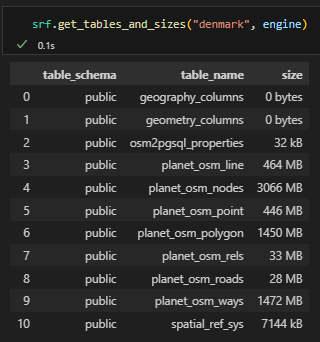 srf.get_tables_and_sizes("denmark", engine)
0.1s
table_schema table_name size
0 public geography_columns 0 bytes
1 public geometry_columns 0 bytes
2 public osm2pgsql_properties 32 kB
3 public planet_osm_line 464 MB
4 public planet_osm_nodes 3066 MB
5 public planet_osm_point 446 MB
6 public planet_osm_polygon 1450 MB
7 public planet_osm_rels 33 MB
8 public planet_osm_roads 28 MB
9 public planet_osm_ways 1472 MB
10 public spatial_ref_sys 7144 kB